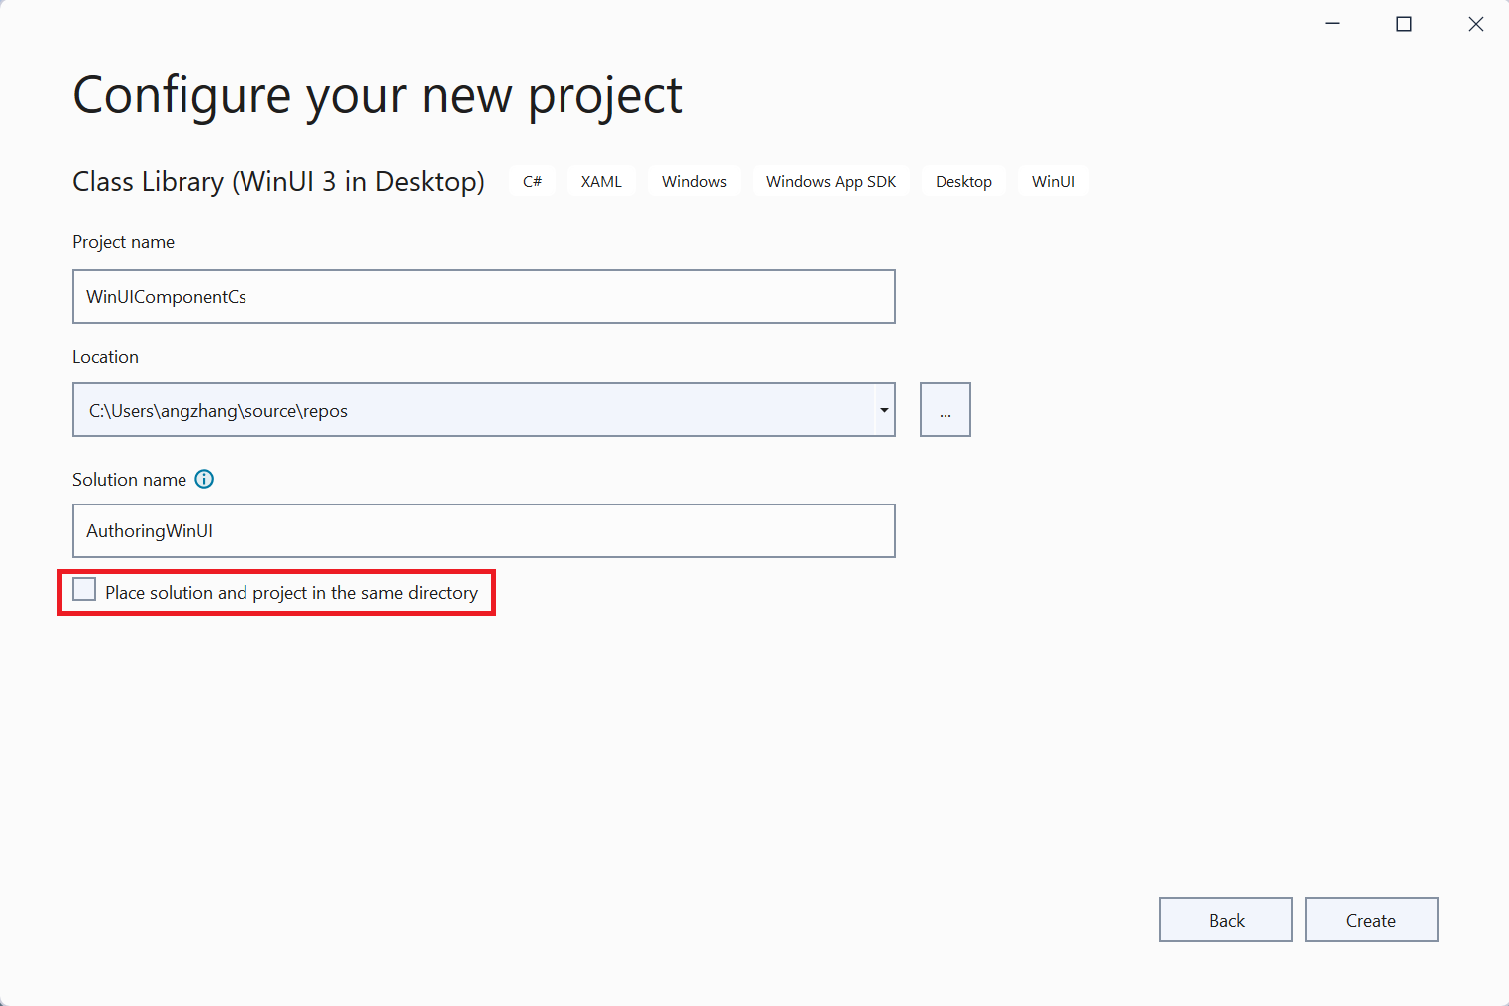 Configure your new project
Class Library (WinUI 3 in Desktop) C# XAML Windows Windows App SDK Desktop WinUI
Project name
WinUIComponentCs
Location
C:\Users\angzhang\source\repos
...
Solution name
AuthoringWinUI
Place solution and project in the same directory
Back Create